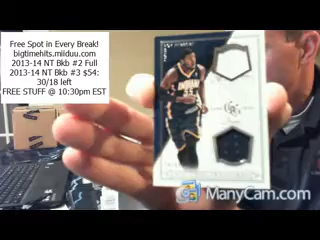 Free Spot in Every Break!
bigtimehits.miiduu.com
2013-14 NT Bkb #2 Full
2013-14 NT Bkb #3 $54:
30/18 left
FREE STUFF @ 10:30pm EST
ManyCam.com